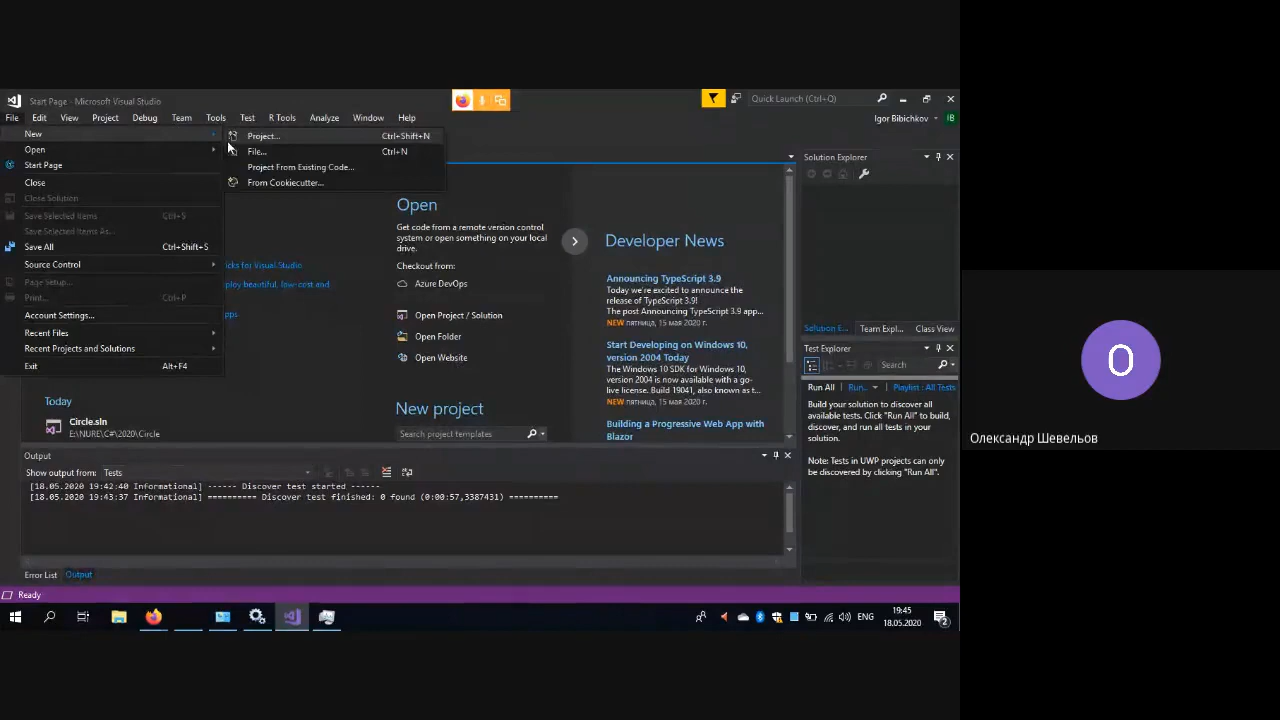 Start Page - Microsoft Visual Studio
Quick Launch (Ctrl+Q)
File Edit View Project Debug Team Tools Test R Tools Analyze Window Help
Igor Bibichkov IB
New
Open
Start Page
Close
Close Solution
Save Selected Items Ctrl+S
Save Selected Items As...
Save All Ctrl+Shift+S
Source Control
Page Setup...
Print... Ctrl+P
Account Settings...
Recent Files
Recent Projects and Solutions
Exit Alt+F4
Project... Ctrl+Shift+N
File... Ctrl+N
Project From Existing Code...
From Cookiecutter...
cks for Visual Studio
ploy beautiful, low-cost and
ps
Today
Circle.sln
E:\NURE\C#\2020\Circle
Open
Get code from a remote version control
system or open something on your local
drive.
Checkout from:
Azure DevOps
Open Project / Solution
Open Folder
Open Website
New project
Search project templates
Developer News
Announcing TypeScript 3.9
Today we're excited to announce the
release of TypeScript 3.9!
The post Announcing TypeScript 3.9 app...
NEW пятница, 15 мая 2020 г.
Start Developing on Windows 10,
version 2004 Today
The Windows 10 SDK for Windows 10,
version 2004 is now available with a go-
live license. Build 19041, also known as t...
NEW пятница, 15 мая 2020 г.
Building a Progressive Web App with
Blazor
Solution Explorer
Solution E... Team Expl... Class View
Test Explorer
Search
Run All Run... Playlist : All Tests
Build your solution to discover all
available tests. Click "Run All" to build,
discover, and run all tests in your
solution.
Note: Tests in UWP projects can only
be discovered by clicking "Run All".
Output
Show output from: Tests
[18.05.2020 19:42:40 Informational] ------ Discover test started ------
[18.05.2020 19:43:37 Informational] ========== Discover test finished: 0 found (0:00:57,3387431) ==========
Error List Output
Ready
ENG
19:45
18.05.2020
2
O
Олександр Шевельов